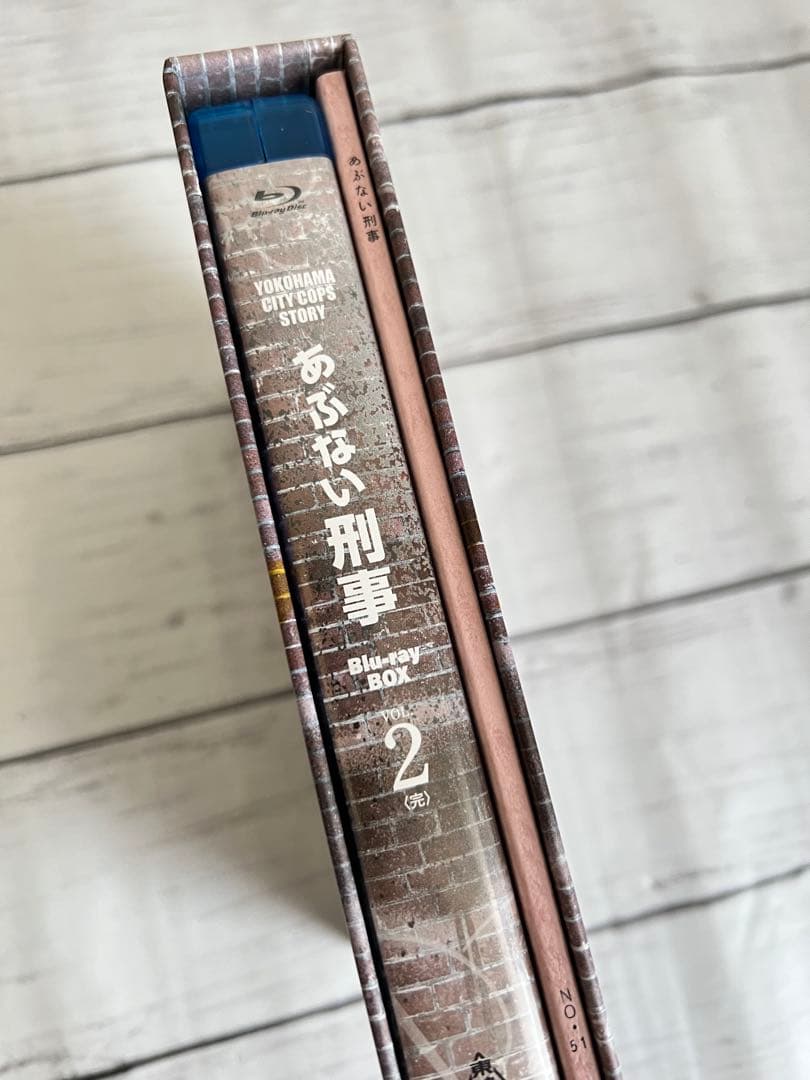 Blu-ray Disc
YOKOHAMA
CITY COPS
STORY
あぶない刑事
Blu-ray
BOX
VOL.
2
〈完〉
東
あぶない刑事
NO・51